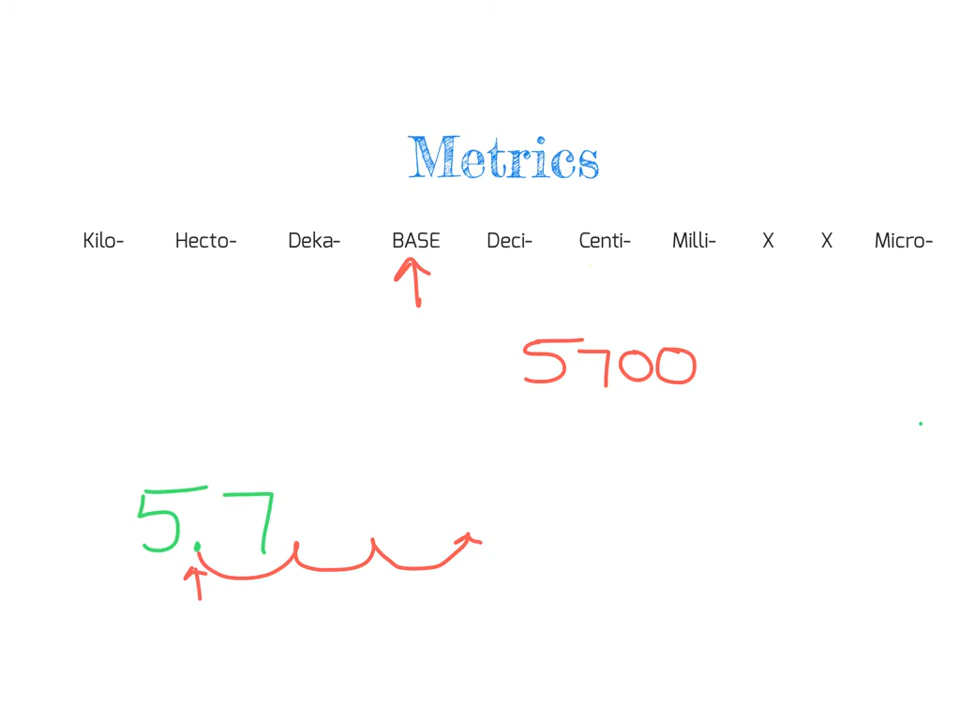 Metrics
Kilo- Hecto- Deka- BASE Deci- Centi- Milli- X X Micro-
5700
5.7